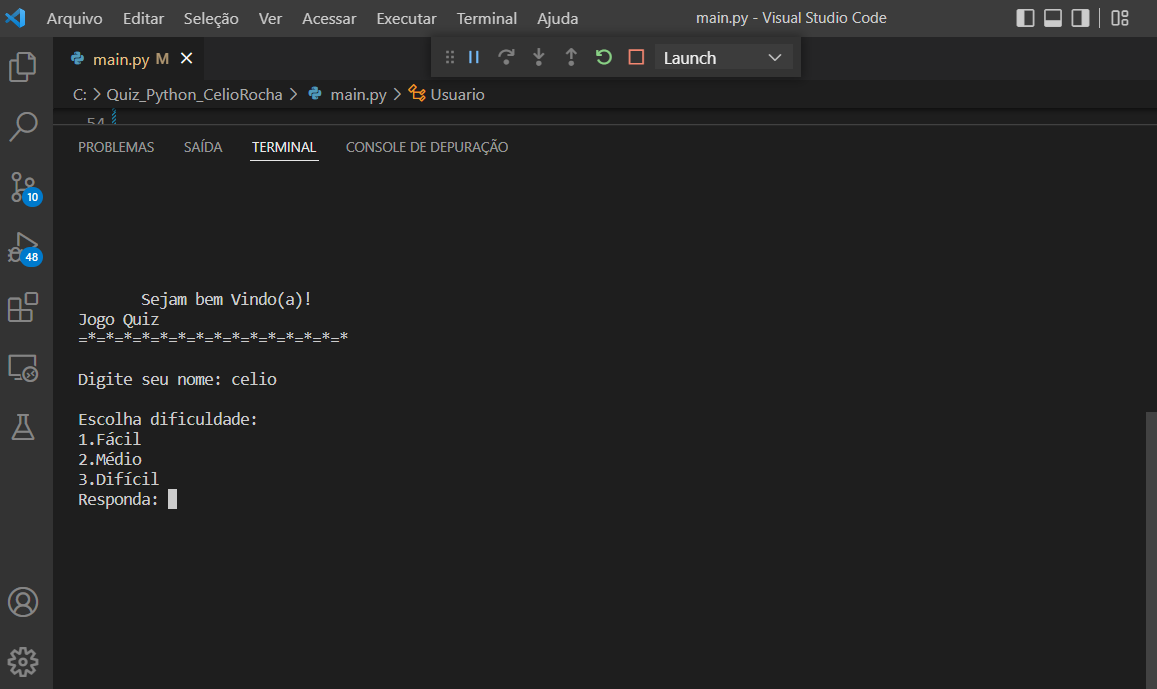 Arquivo Editar Seleção Ver Acessar Executar Terminal Ajuda main.py - Visual Studio Code
main.py M
Launch
C: > Quiz_Python_CelioRocha > main.py > Usuario
54
PROBLEMAS SAÍDA TERMINAL CONSOLE DE DEPURAÇÃO
10
48
Sejam bem Vindo(a)!
Jogo Quiz
=*=*=*=*=*=*=*=*=*=*=*=*=*=*=*
Digite seu nome: celio
Escolha dificuldade:
1.Fácil
2.Médio
3.Difícil
Responda: